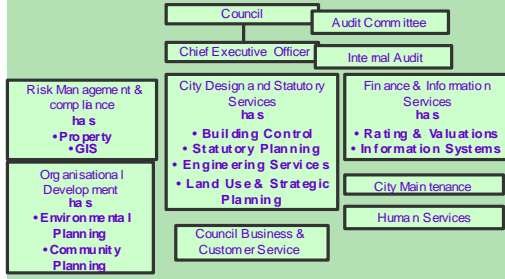 Council
Audit Committee
Chief Executive Officer
Internal Audit
Risk Management &
compliance
has
• Property
• GIS
City Design and Statutory
Services
has
• Building Control
• Statutory Planning
• Engineering Services
• Land Use & Strategic
Planning
Finance & Information
Services
has
• Rating & Valuations
• Information Systems
Organisational
Development
has
• Environmental
Planning
• Community
Planning
City Maintenance
Human Services
Council Business &
Customer Service